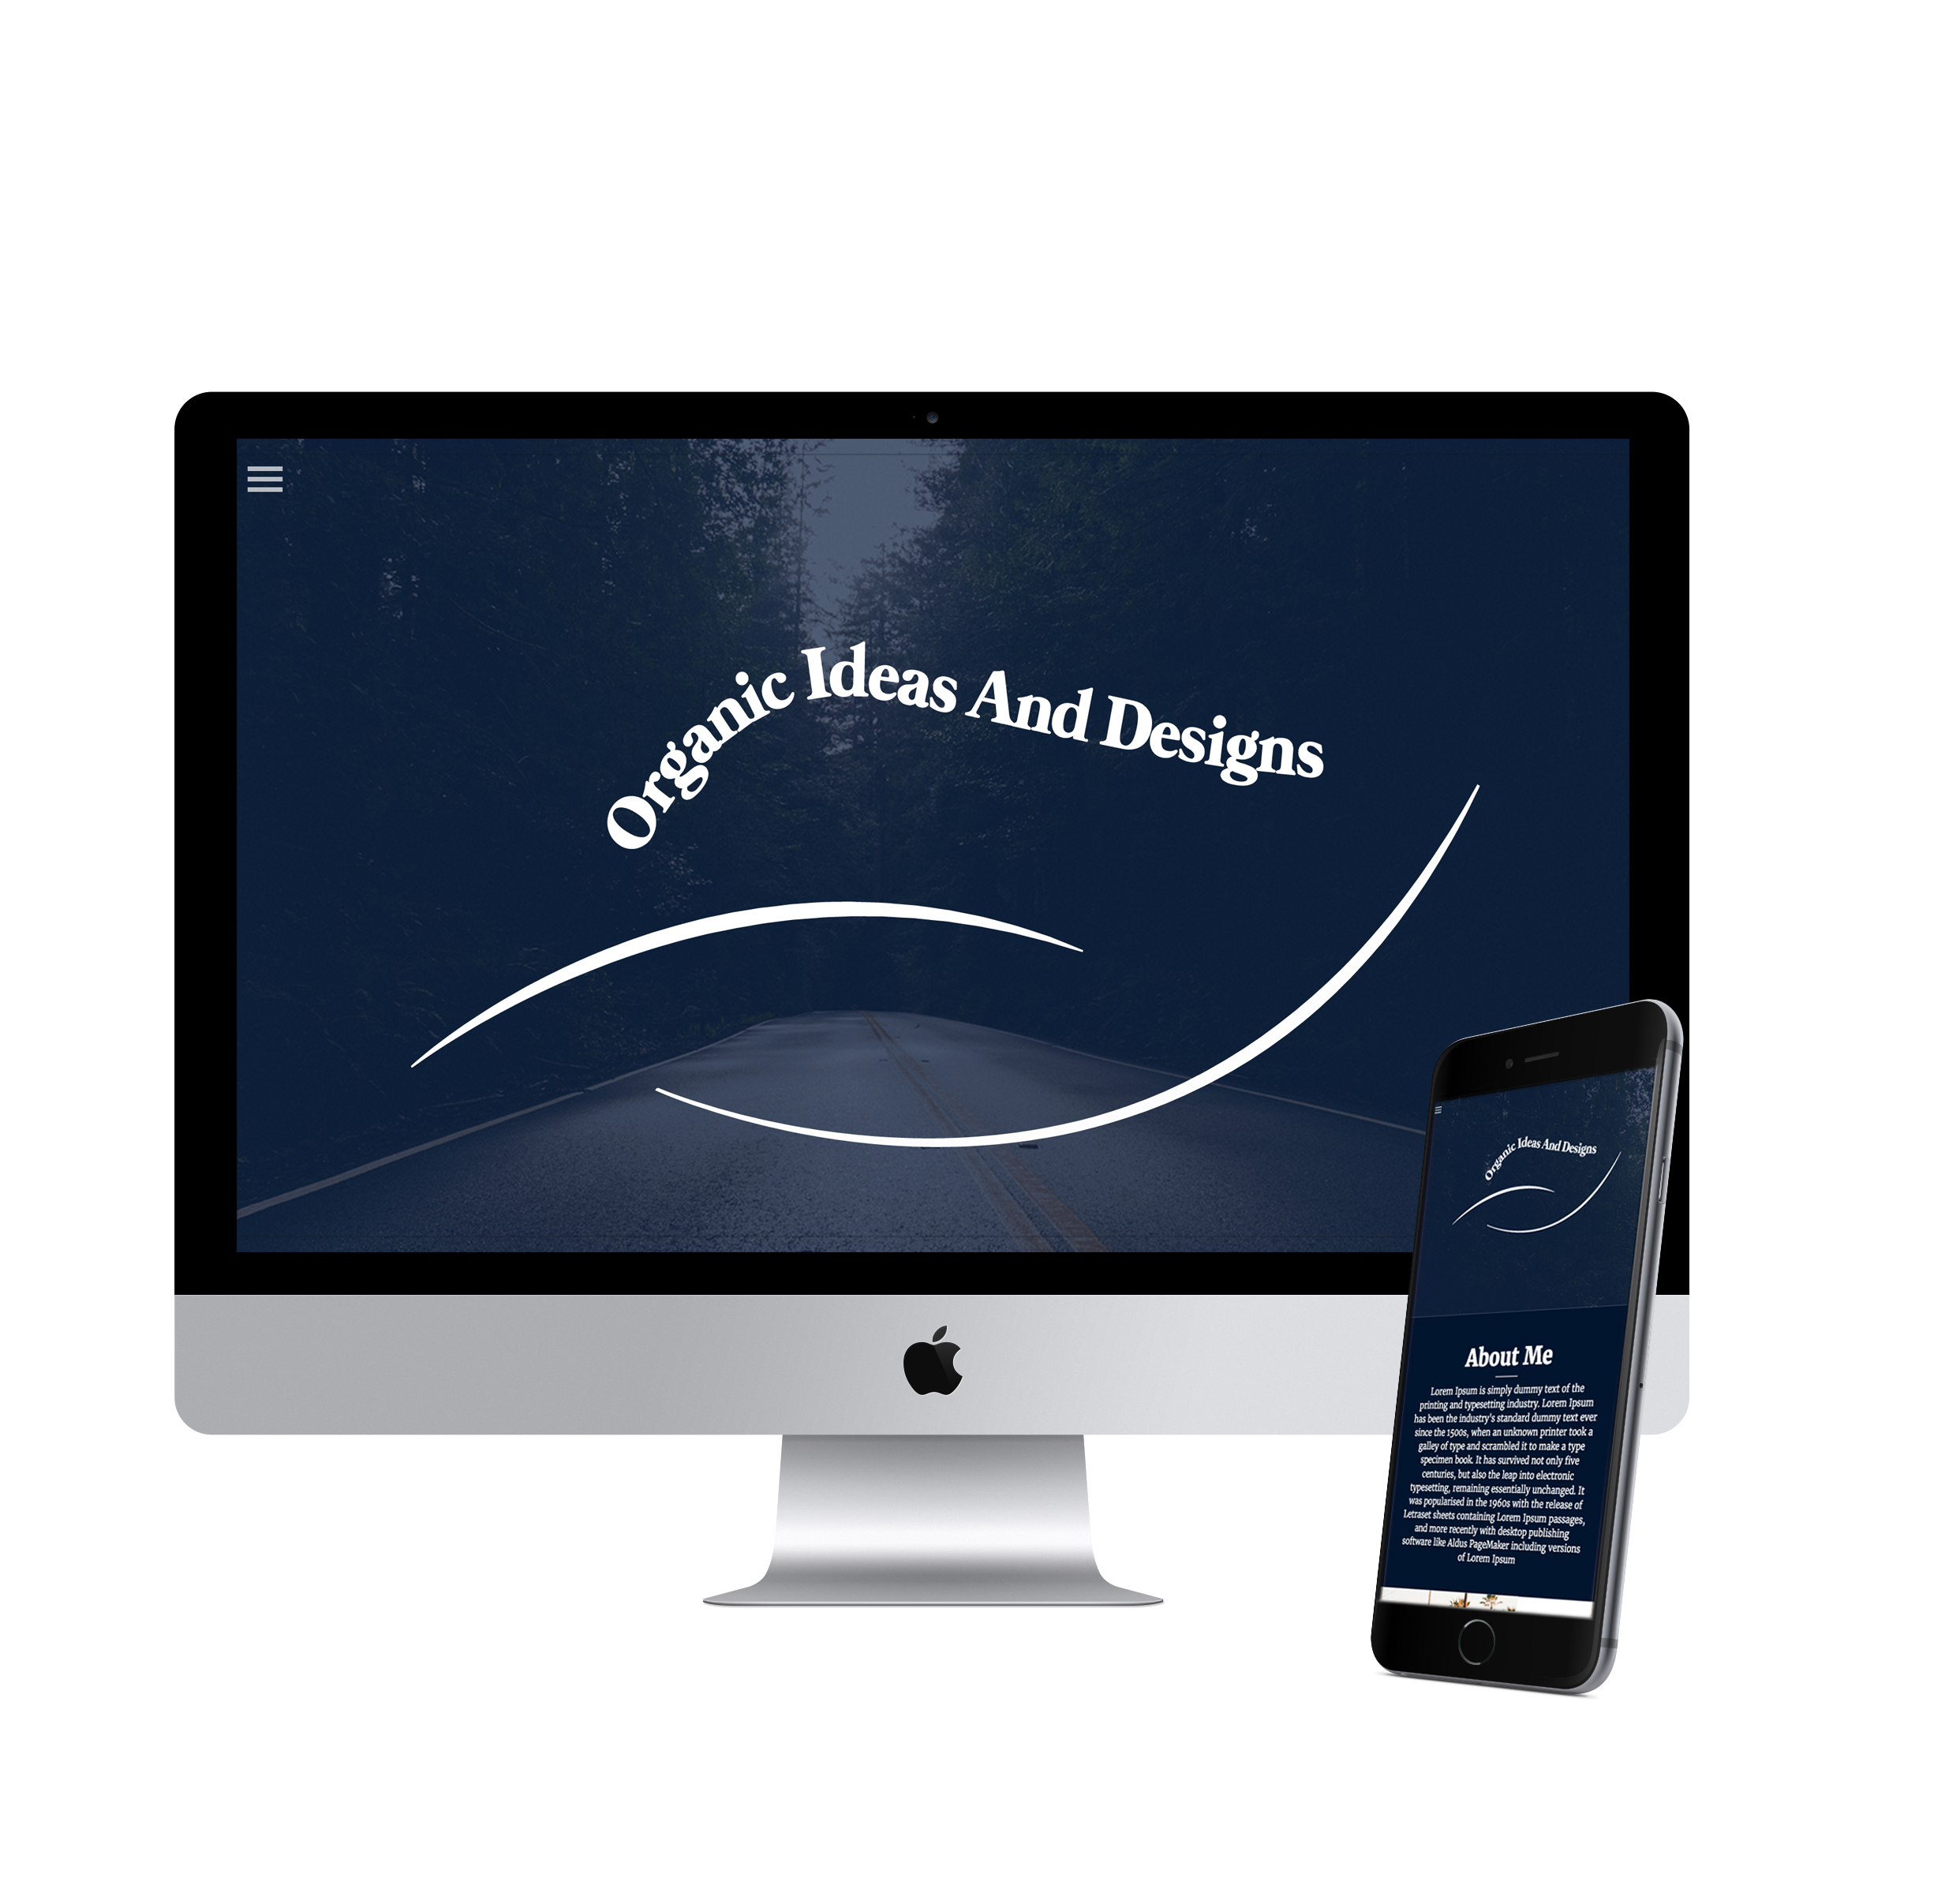 Organic Ideas And Designs
Organic Ideas And Designs
About Me
Lorem Ipsum is simply dummy text of the
printing and typesetting industry. Lorem Ipsum
has been the industry's standard dummy text ever
since the 1500s, when an unknown printer took a
galley of type and scrambled it to make a type
specimen book. It has survived not only five
centuries, but also the leap into electronic
typesetting, remaining essentially unchanged. It
was popularised in the 1960s with the release of
Letraset sheets containing Lorem Ipsum passages,
and more recently with desktop publishing
software like Aldus PageMaker including versions
of Lorem Ipsum